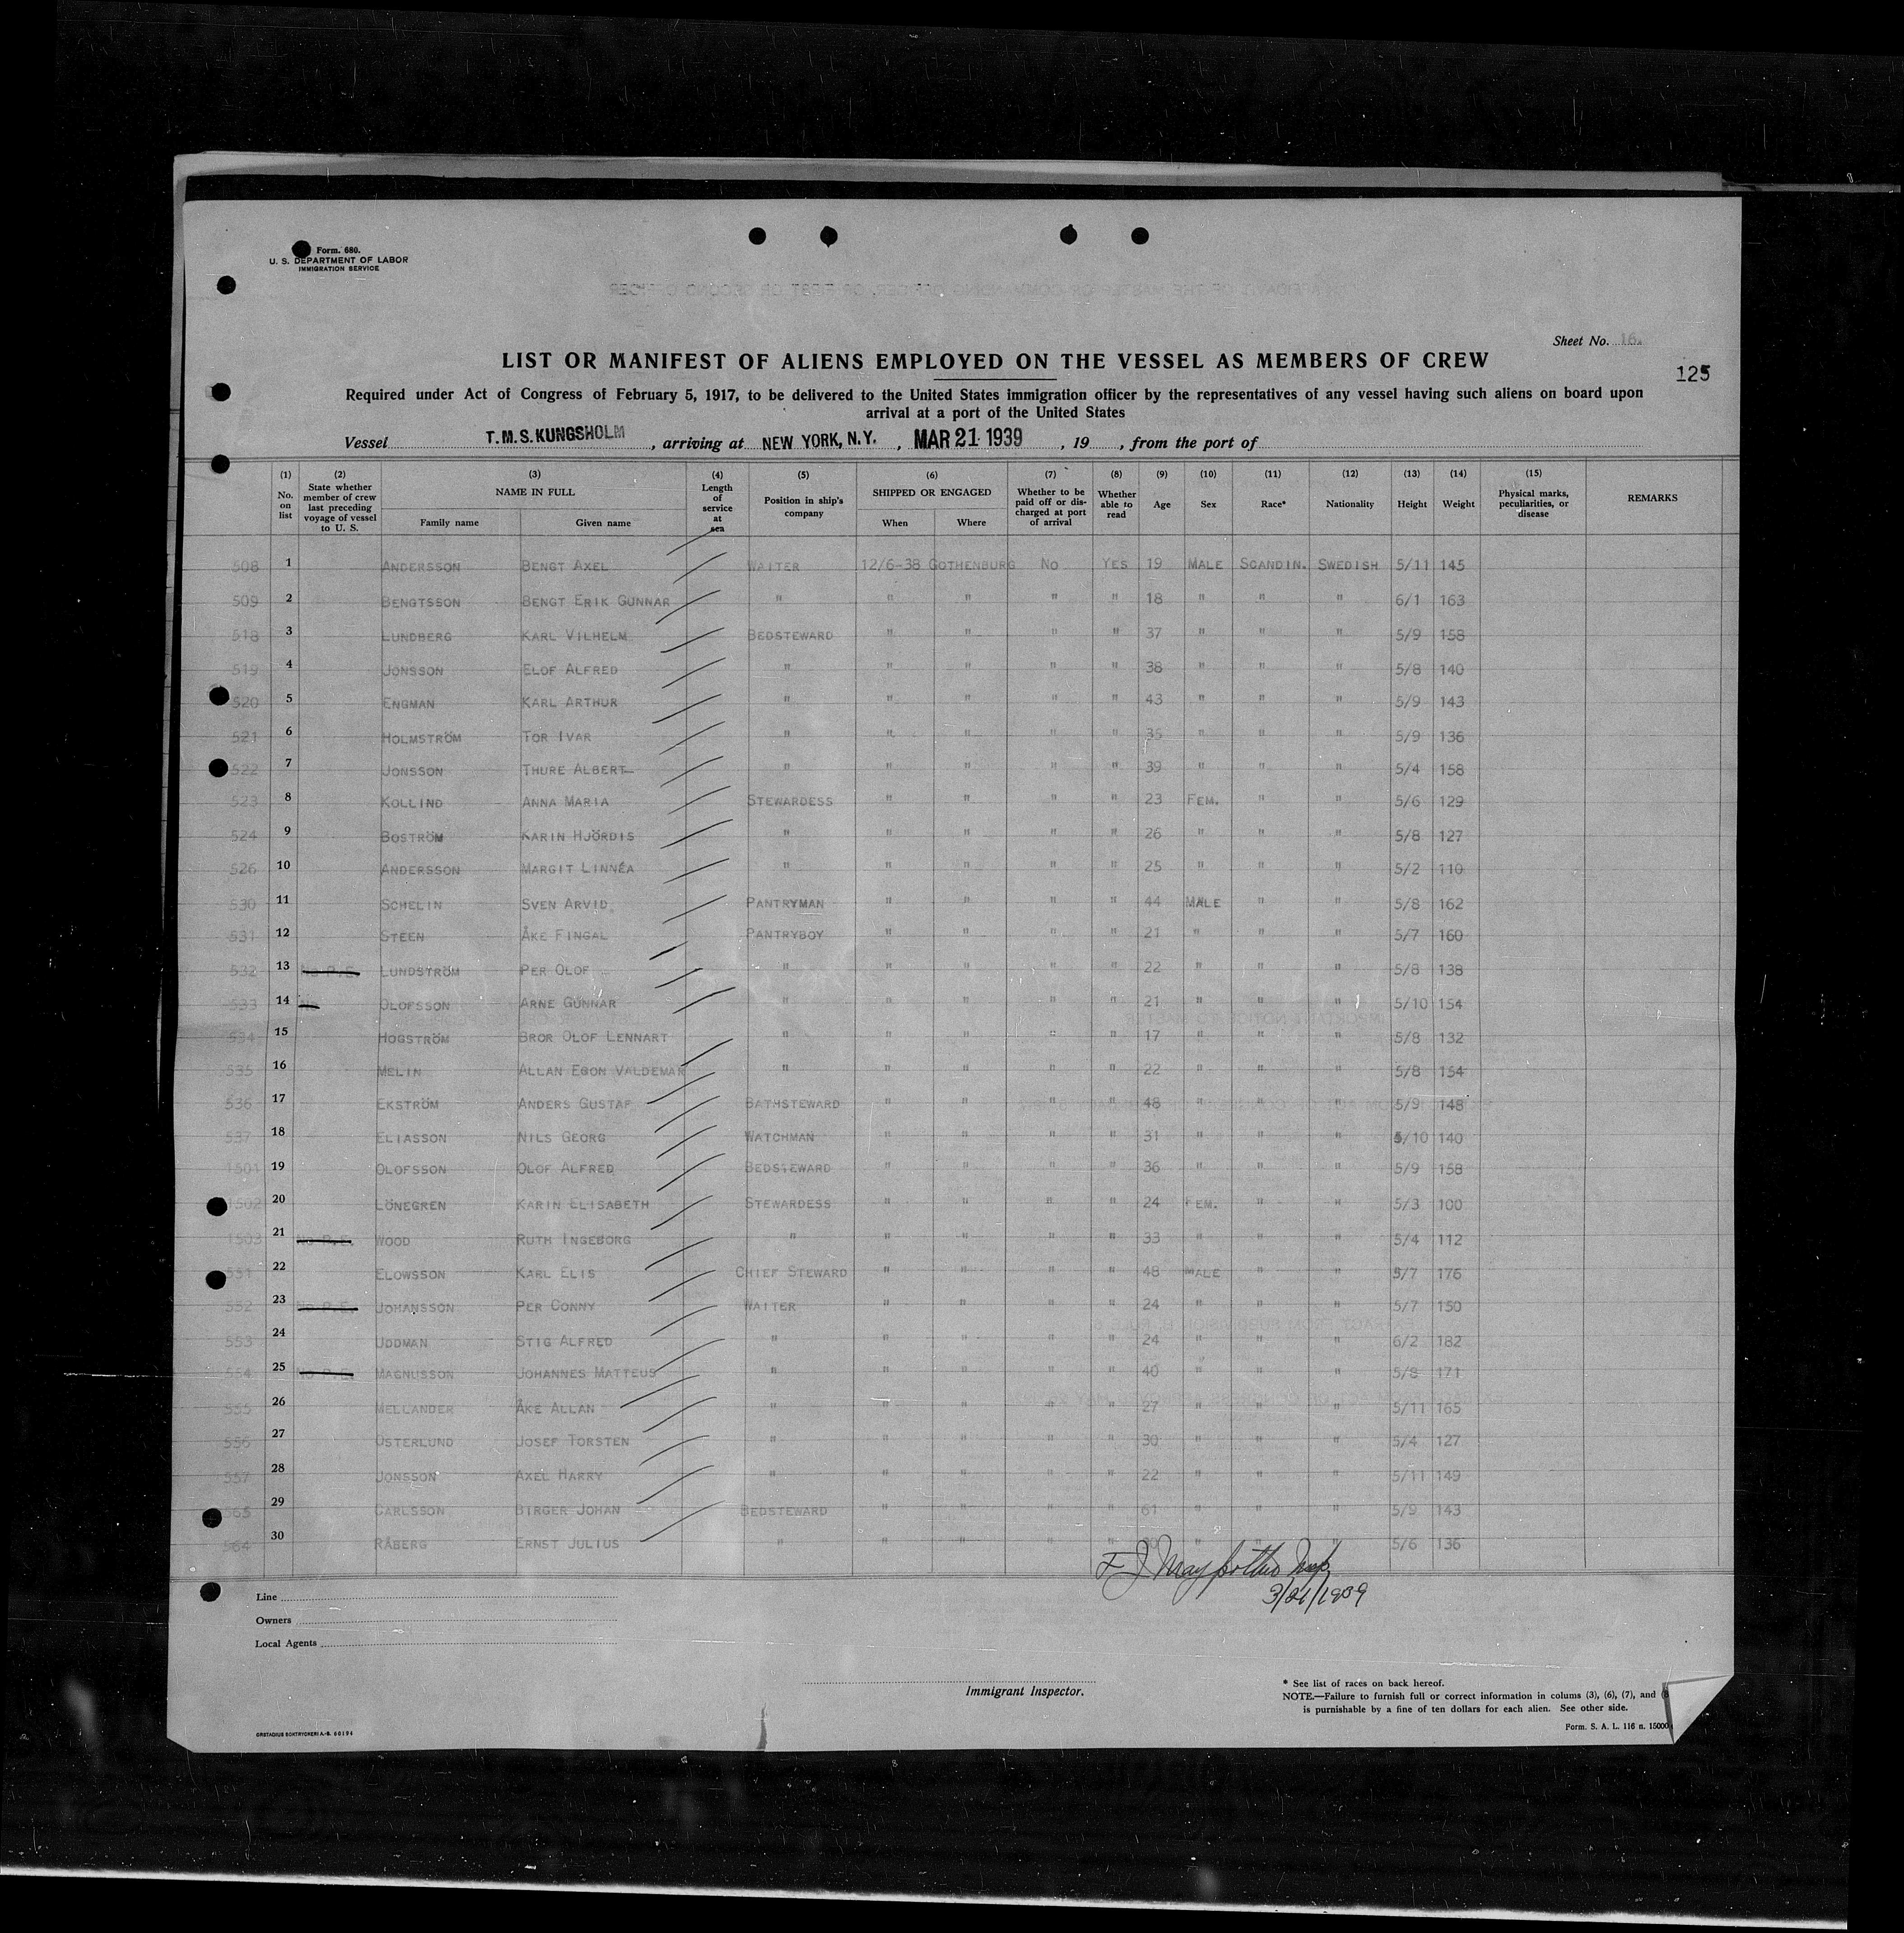 Form. 680.
U. S. DEPARTMENT OF LABOR
IMMIGRATION SERVICE
Sheet No. 16.
125
LIST OR MANIFEST OF ALIENS EMPLOYED ON THE VESSEL AS MEMBERS OF CREW
Required under Act of Congress of February 5, 1917, to be delivered to the United States immigration officer by the representatives of any vessel having such aliens on board upon
arrival at a port of the United States
Vessel T.M.S. KUNGSHOLM, arriving at NEW YORK, N.Y., MAR 21 1939, 19, from the port of
(1) (2) (3) (4) (5) (6) (7) (8) (9) (10) (11) (12) (13) (14) (15)
No. on list State whether member of crew last preceding voyage of vessel to U. S. NAME IN FULL Family name Given name Length of service at sea Position in ship's company SHIPPED OR ENGAGED When Where Whether to be paid off or discharged at port of arrival Whether able to read Age Sex Race* Nationality Height Weight Physical marks, peculiarities, or disease REMARKS
508 1 ANDERSSON BENGT AXEL WAITER 12/6-38 GOTHENBURG NO YES 19 MALE SCANDIN. SWEDISH 5/11 145
509 2 BENGTSSON BENGT ERIK GUNNAR " " " " " 18 " " " 6/1 163
518 3 LUNDBERG KARL VILHELM BEDSTEWARD " " " " 37 " " " 5/9 158
519 4 JONSSON ELOF ALFRED " " " " " 38 " " " 5/8 140
520 5 ENGMAN KARL ARTHUR " " " " " 43 " " " 5/9 143
521 6 HOLMSTRÖM TOR IVAR " " " " " 35 " " " 5/9 136
522 7 JONSSON THURE ALBERT " " " " " 39 " " " 5/4 158
523 8 KOLLIND ANNA MARIA STEWARDESS " " " " 23 FEM. " " 5/6 129
524 9 BOSTRÖM KARIN HJÖRDIS " " " " " 26 " " " 5/8 127
526 10 ANDERSSON MARGIT LINNÉA " " " " " 25 " " " 5/2 110
530 11 SCHELIN SVEN ARVID PANTRYMAN " " " " 44 MALE " " 5/8 162
531 12 STEEN ÅKE FINGAL PANTRYBOY " " " " 21 " " " 5/7 160
532 13 No P.E. LUNDSTRÖM PER OLOF " " " " " 22 " " " 5/8 138
533 14 No OLOFSSON ARNE GUNNAR " " " " " 21 " " " 5/10 154
534 15 HÖGSTRÖM BROR OLOF LENNART " " " " " 17 " " " 5/8 132
535 16 MELIN ALLAN EGON VALDEMAR " " " " " 22 " " " 5/8 154
536 17 EKSTRÖM ANDERS GUSTAF BATHSTEWARD " " " " 48 " " " 5/9 148
537 18 ELIASSON NILS GEORG WATCHMAN " " " " 31 " " " 5/10 140
1501 19 OLOFSSON OLOF ALFRED BEDSTEWARD " " " " 36 " " " 5/9 158
1502 20 LÖNEGREN KARIN ELISABETH STEWARDESS " " " " 24 FEM. " " 5/3 100
1503 21 No P.E. WOOD RUTH INGEBORG " " " " " 33 " " " 5/4 112
551 22 ELOWSSON KARL ELIS CHIEF STEWARD " " " " 48 MALE " " 5/7 176
552 23 No P.E. JOHANSSON PER CONNY WAITER " " " " 24 " " " 5/7 150
553 24 UDDMAN STIG ALFRED " " " " " 24 " " " 6/2 182
554 25 No P.E. MAGNUSSON JOHANNES MATTEUS " " " " " 40 " " " 5/8 171
555 26 MELLANDER ÅKE ALLAN " " " " " 27 " " " 5/11 165
556 27 ÖSTERLUND JOSEF TORSTEN " " " " " 30 " " " 5/4 127
557 28 JONSSON AXEL HARRY " " " " " 22 " " " 5/11 149
565 29 CARLSSON BIRGER JOHAN BEDSTEWARD " " " " 61 " " " 5/9 143
564 30 RÅBERG ERNST JULIUS " " " " " " " " 5/6 136
3/21/1939
Line
Owners
Local Agents
Immigrant Inspector.
* See list of races on back hereof.
NOTE.—Failure to furnish full or correct information in colums (3), (6), (7), and (8
is purnishable by a fine of ten dollars for each alien. See other side.
Form. S. A. L. 116 n. 15000
ORSTADIUS BOKTRYCKERI A.-B. 60194